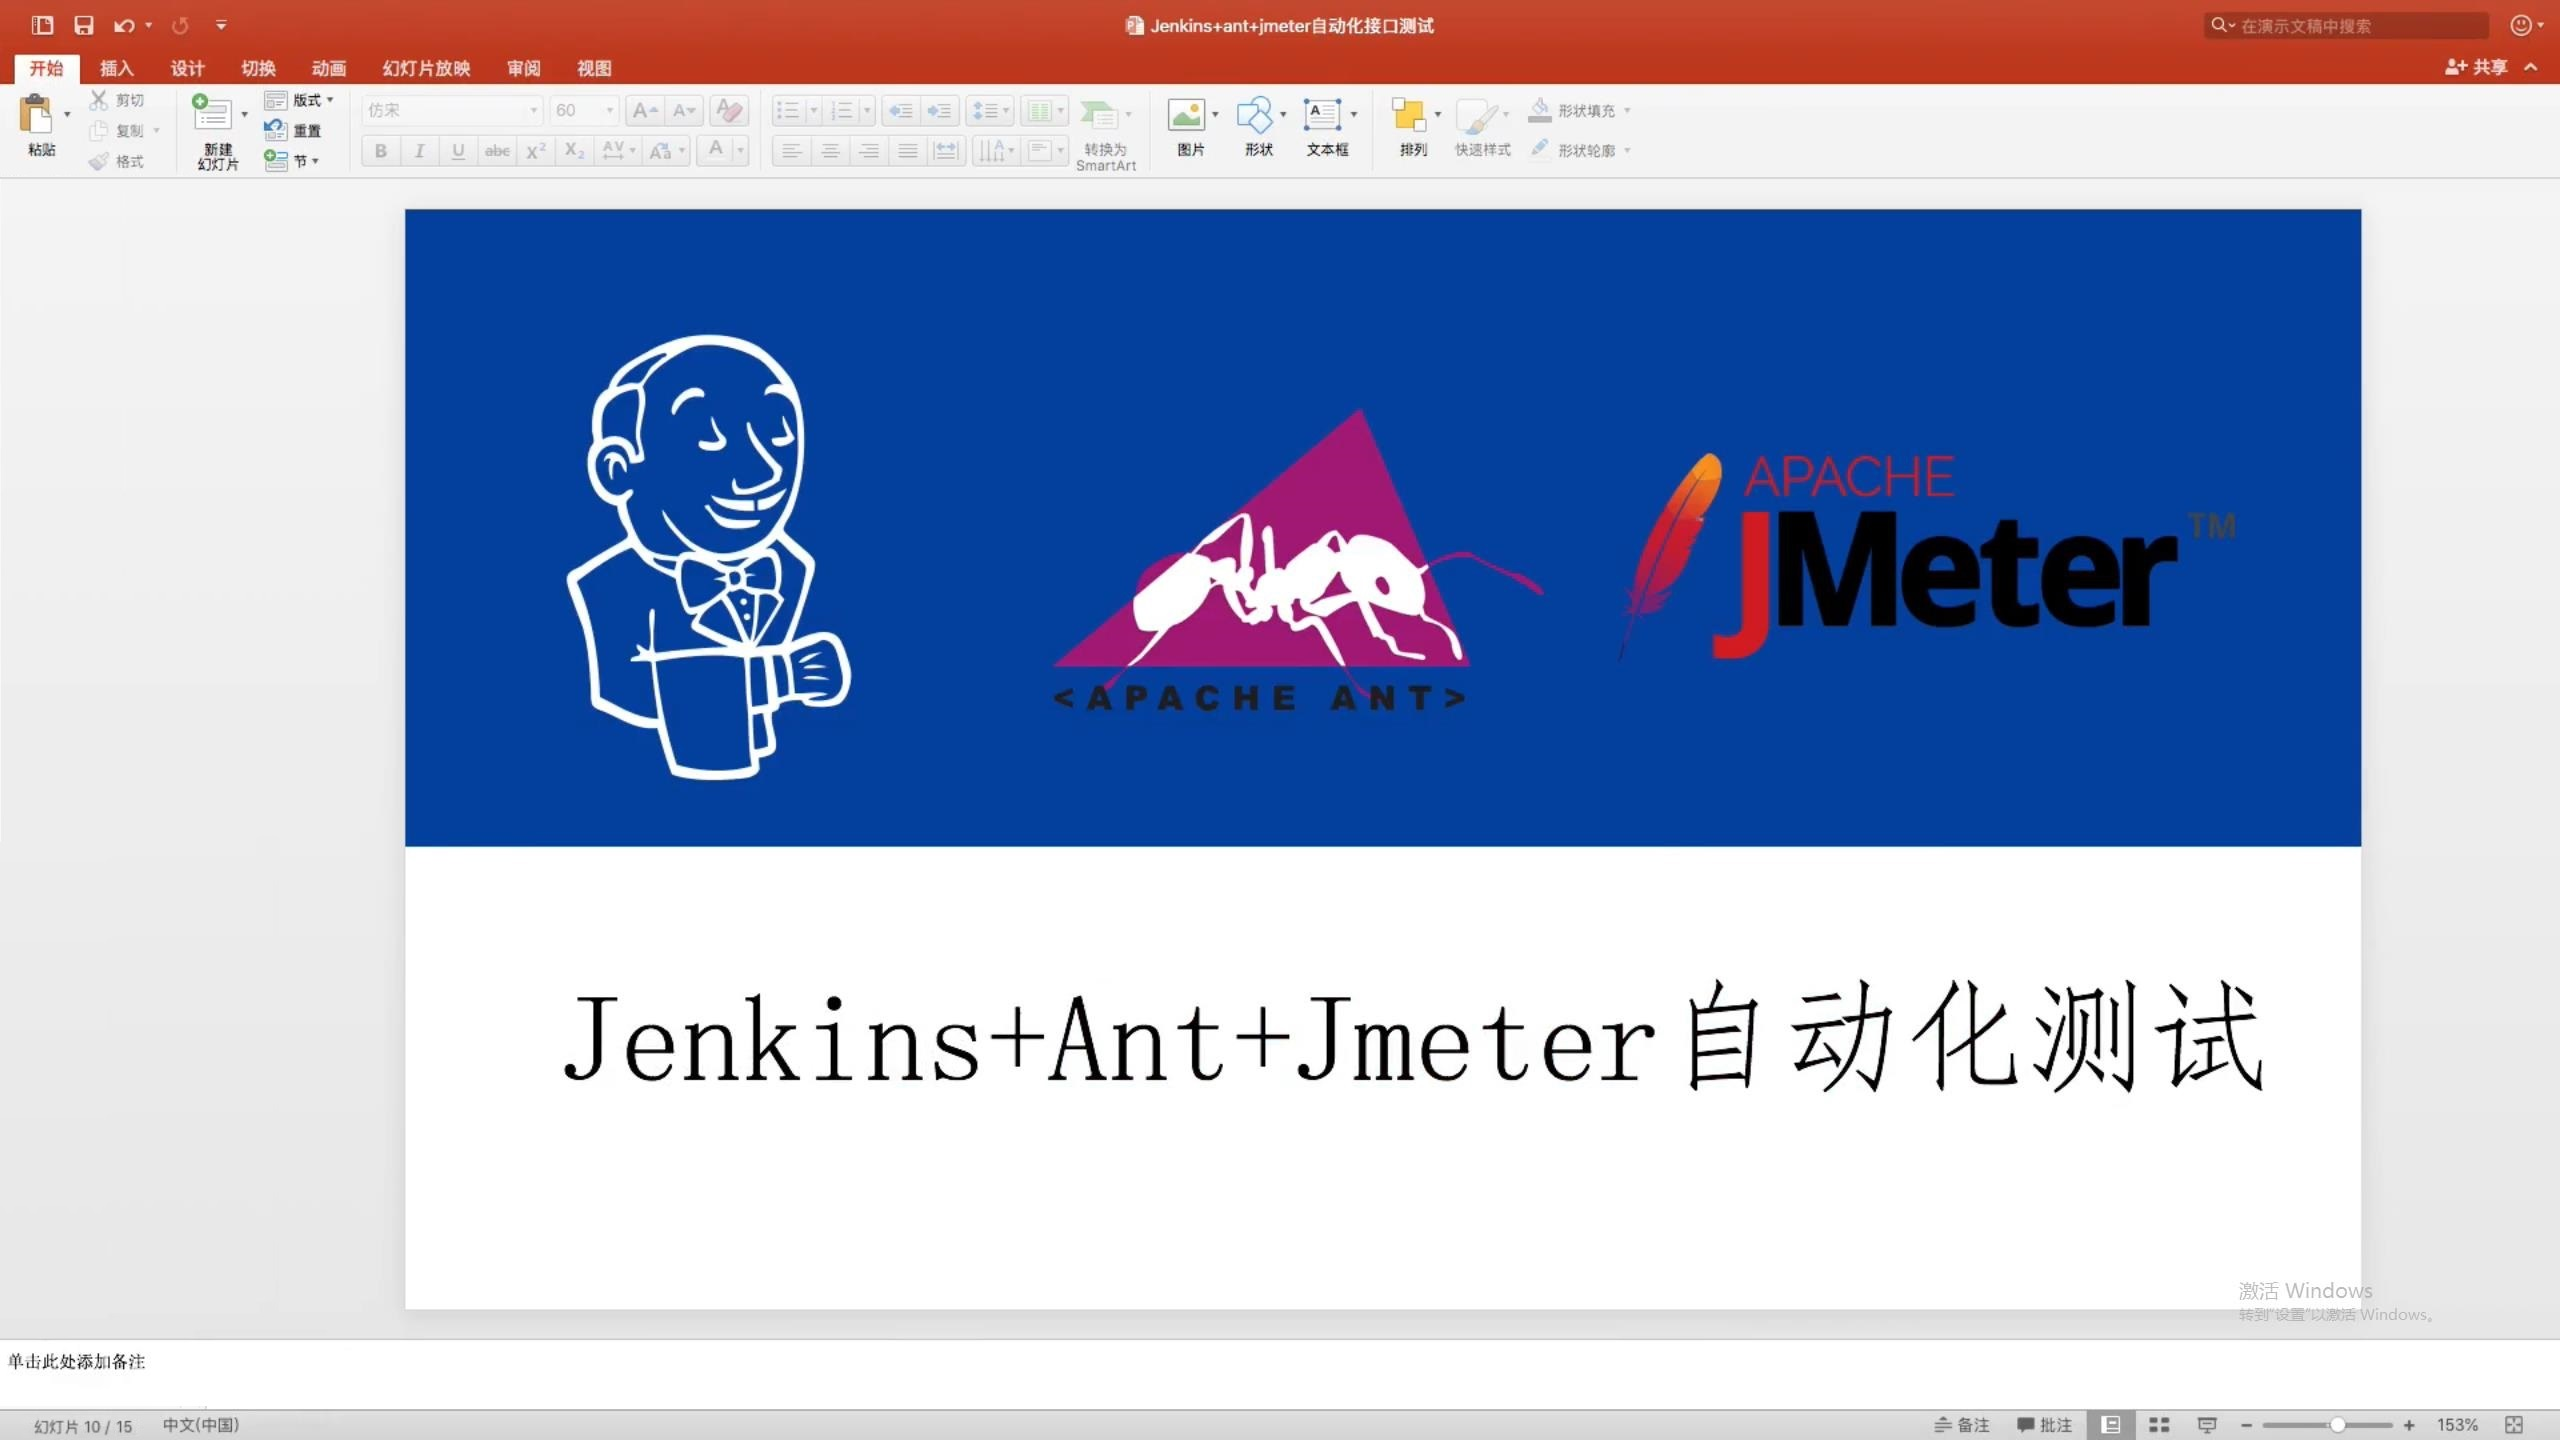 Jenkins+ant+jmeter自动化接口测试
在演示文稿中搜索
开始 插入 设计 切换 动画 幻灯片放映 审阅 视图
共享
粘贴
剪切
复制
格式
新建
幻灯片
版式
重置
节
仿宋 60
转换为
SmartArt
图片 形状 文本框
排列 快速样式
形状填充
形状轮廓
APACHE
JMeter TM
<APACHE ANT>
Jenkins+Ant+Jmeter自动化测试
激活 Windows
转到"设置"以激活 Windows。
单击此处添加备注
幻灯片 10 / 15 中文(中国)
备注 批注 153%